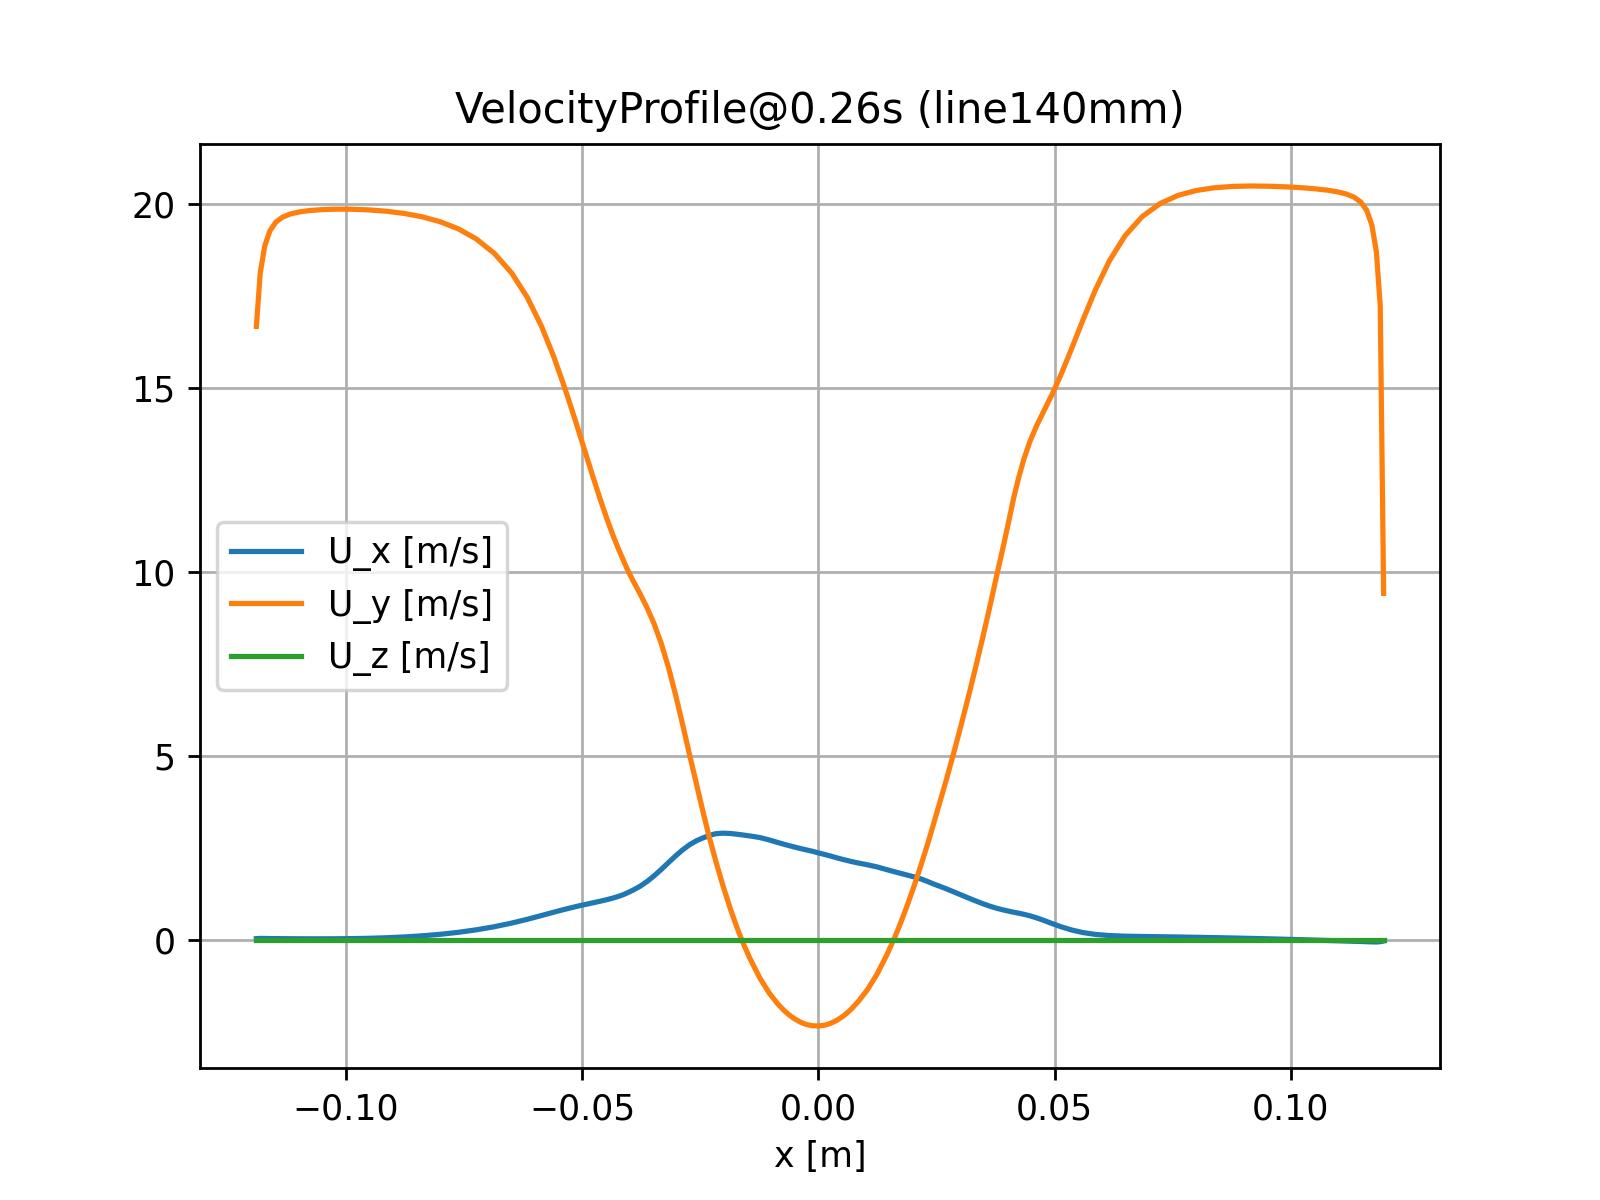 VelocityProfile@0.26s (line140mm)
20
15
10
5
0
U_x [m/s]
U_y [m/s]
U_z [m/s]
−0.10
−0.05
0.00
0.05
0.10
x [m]